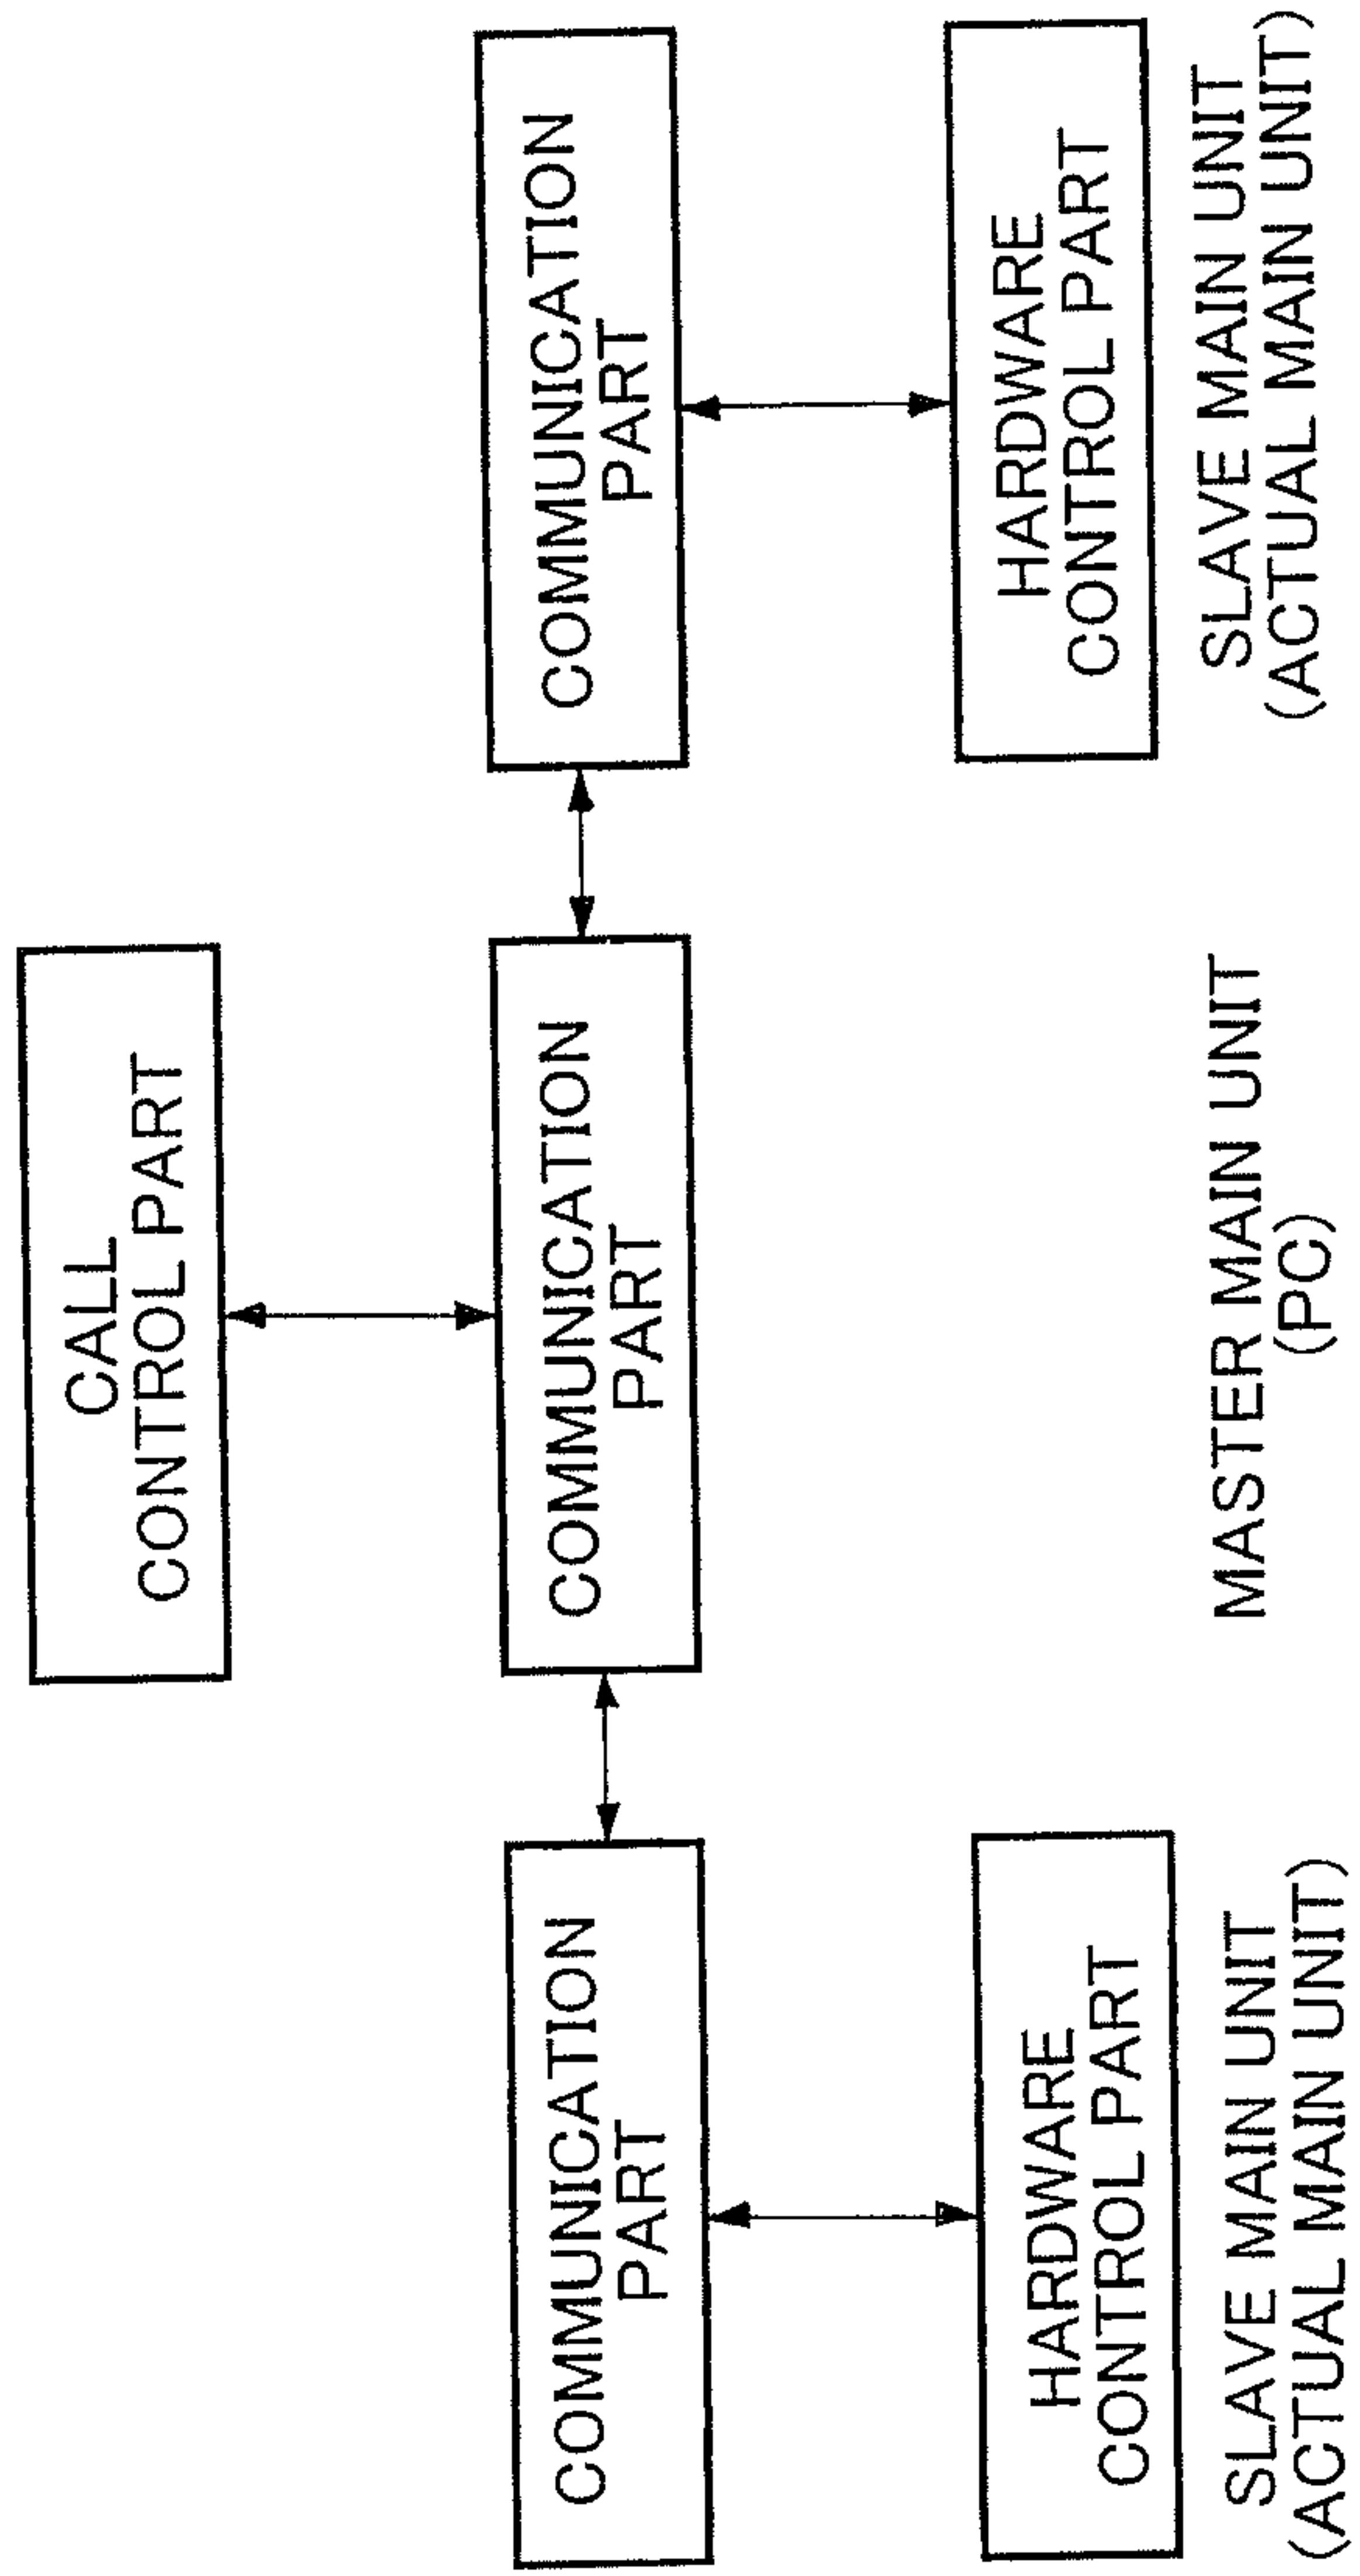 CALL
CONTROL PART
COMMUNICATION
PART
COMMUNICATION
PART
COMMUNICATION
PART
HARDWARE
CONTROL PART
HARDWARE
CONTROL PART
SLAVE MAIN UNIT
(ACTUAL MAIN UNIT)
MASTER MAIN UNIT
(PC)
SLAVE MAIN UNIT
(ACTUAL MAIN UNIT)